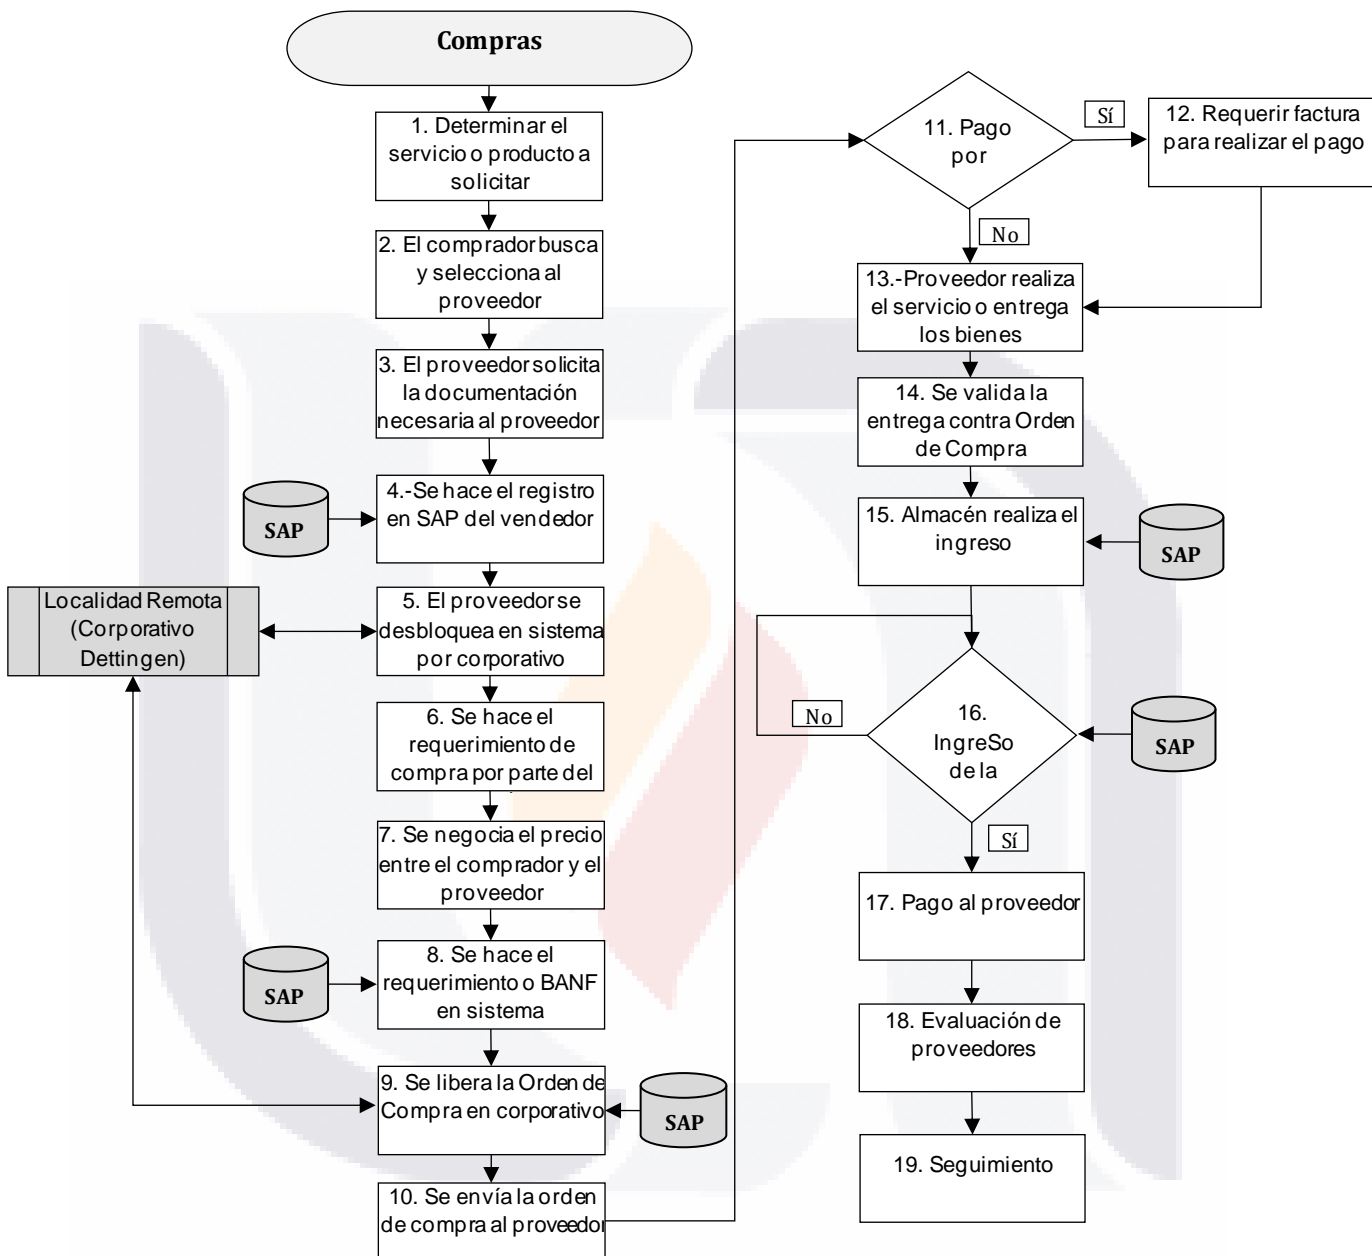 Compras
1. Determinar el
servicio o producto a
solicitar
2. El comprador busca
y selecciona al
proveedor
3. El proveedor solicita
la documentación
necesaria al proveedor
4.-Se hace el registro
en SAP del vendedor
SAP
Localidad Remota
(Corporativo
Dettingen)
5. El proveedor se
desbloquea en sistema
por corporativo
6. Se hace el
requerimiento de
compra por parte del
7. Se negocia el precio
entre el comprador y el
proveedor
8. Se hace el
requerimiento o BANF
en sistema
SAP
9. Se libera la Orden de
Compra en corporativo
SAP
10. Se envía la orden
de compra al proveedor
11. Pago
por
Sí
12. Requerir factura
para realizar el pago
No
13.-Proveedor realiza
el servicio o entrega
los bienes
14. Se valida la
entrega contra Orden
de Compra
15. Almacén realiza el
ingreso
SAP
No
16.
IngreSo
de la
SAP
Sí
17. Pago al proveedor
18. Evaluación de
proveedores
19. Seguimiento